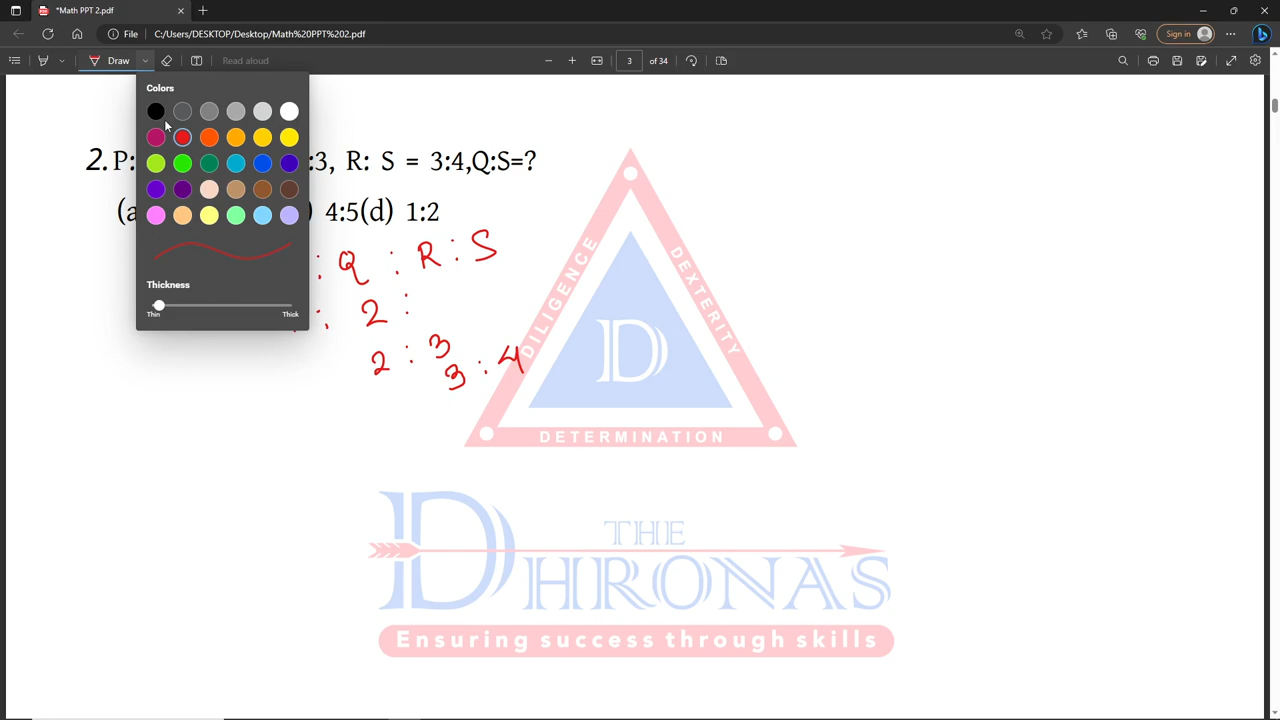 *Math PPT 2.pdf
File C:/Users/DESKTOP/Desktop/Math%20PPT%202.pdf Sign in
Draw Read aloud 3 of 34
Colors
Thickness
Thin Thick
2.P: :3, R: S = 3:4,Q:S=?
(a 4:5(d) 1:2
: Q : R : S
: 2 :
2 : 3
3 : 4
DILIGENCE
DEXTERITY
DETERMINATION
D
THE
DHRONAS
Ensuring success through skills